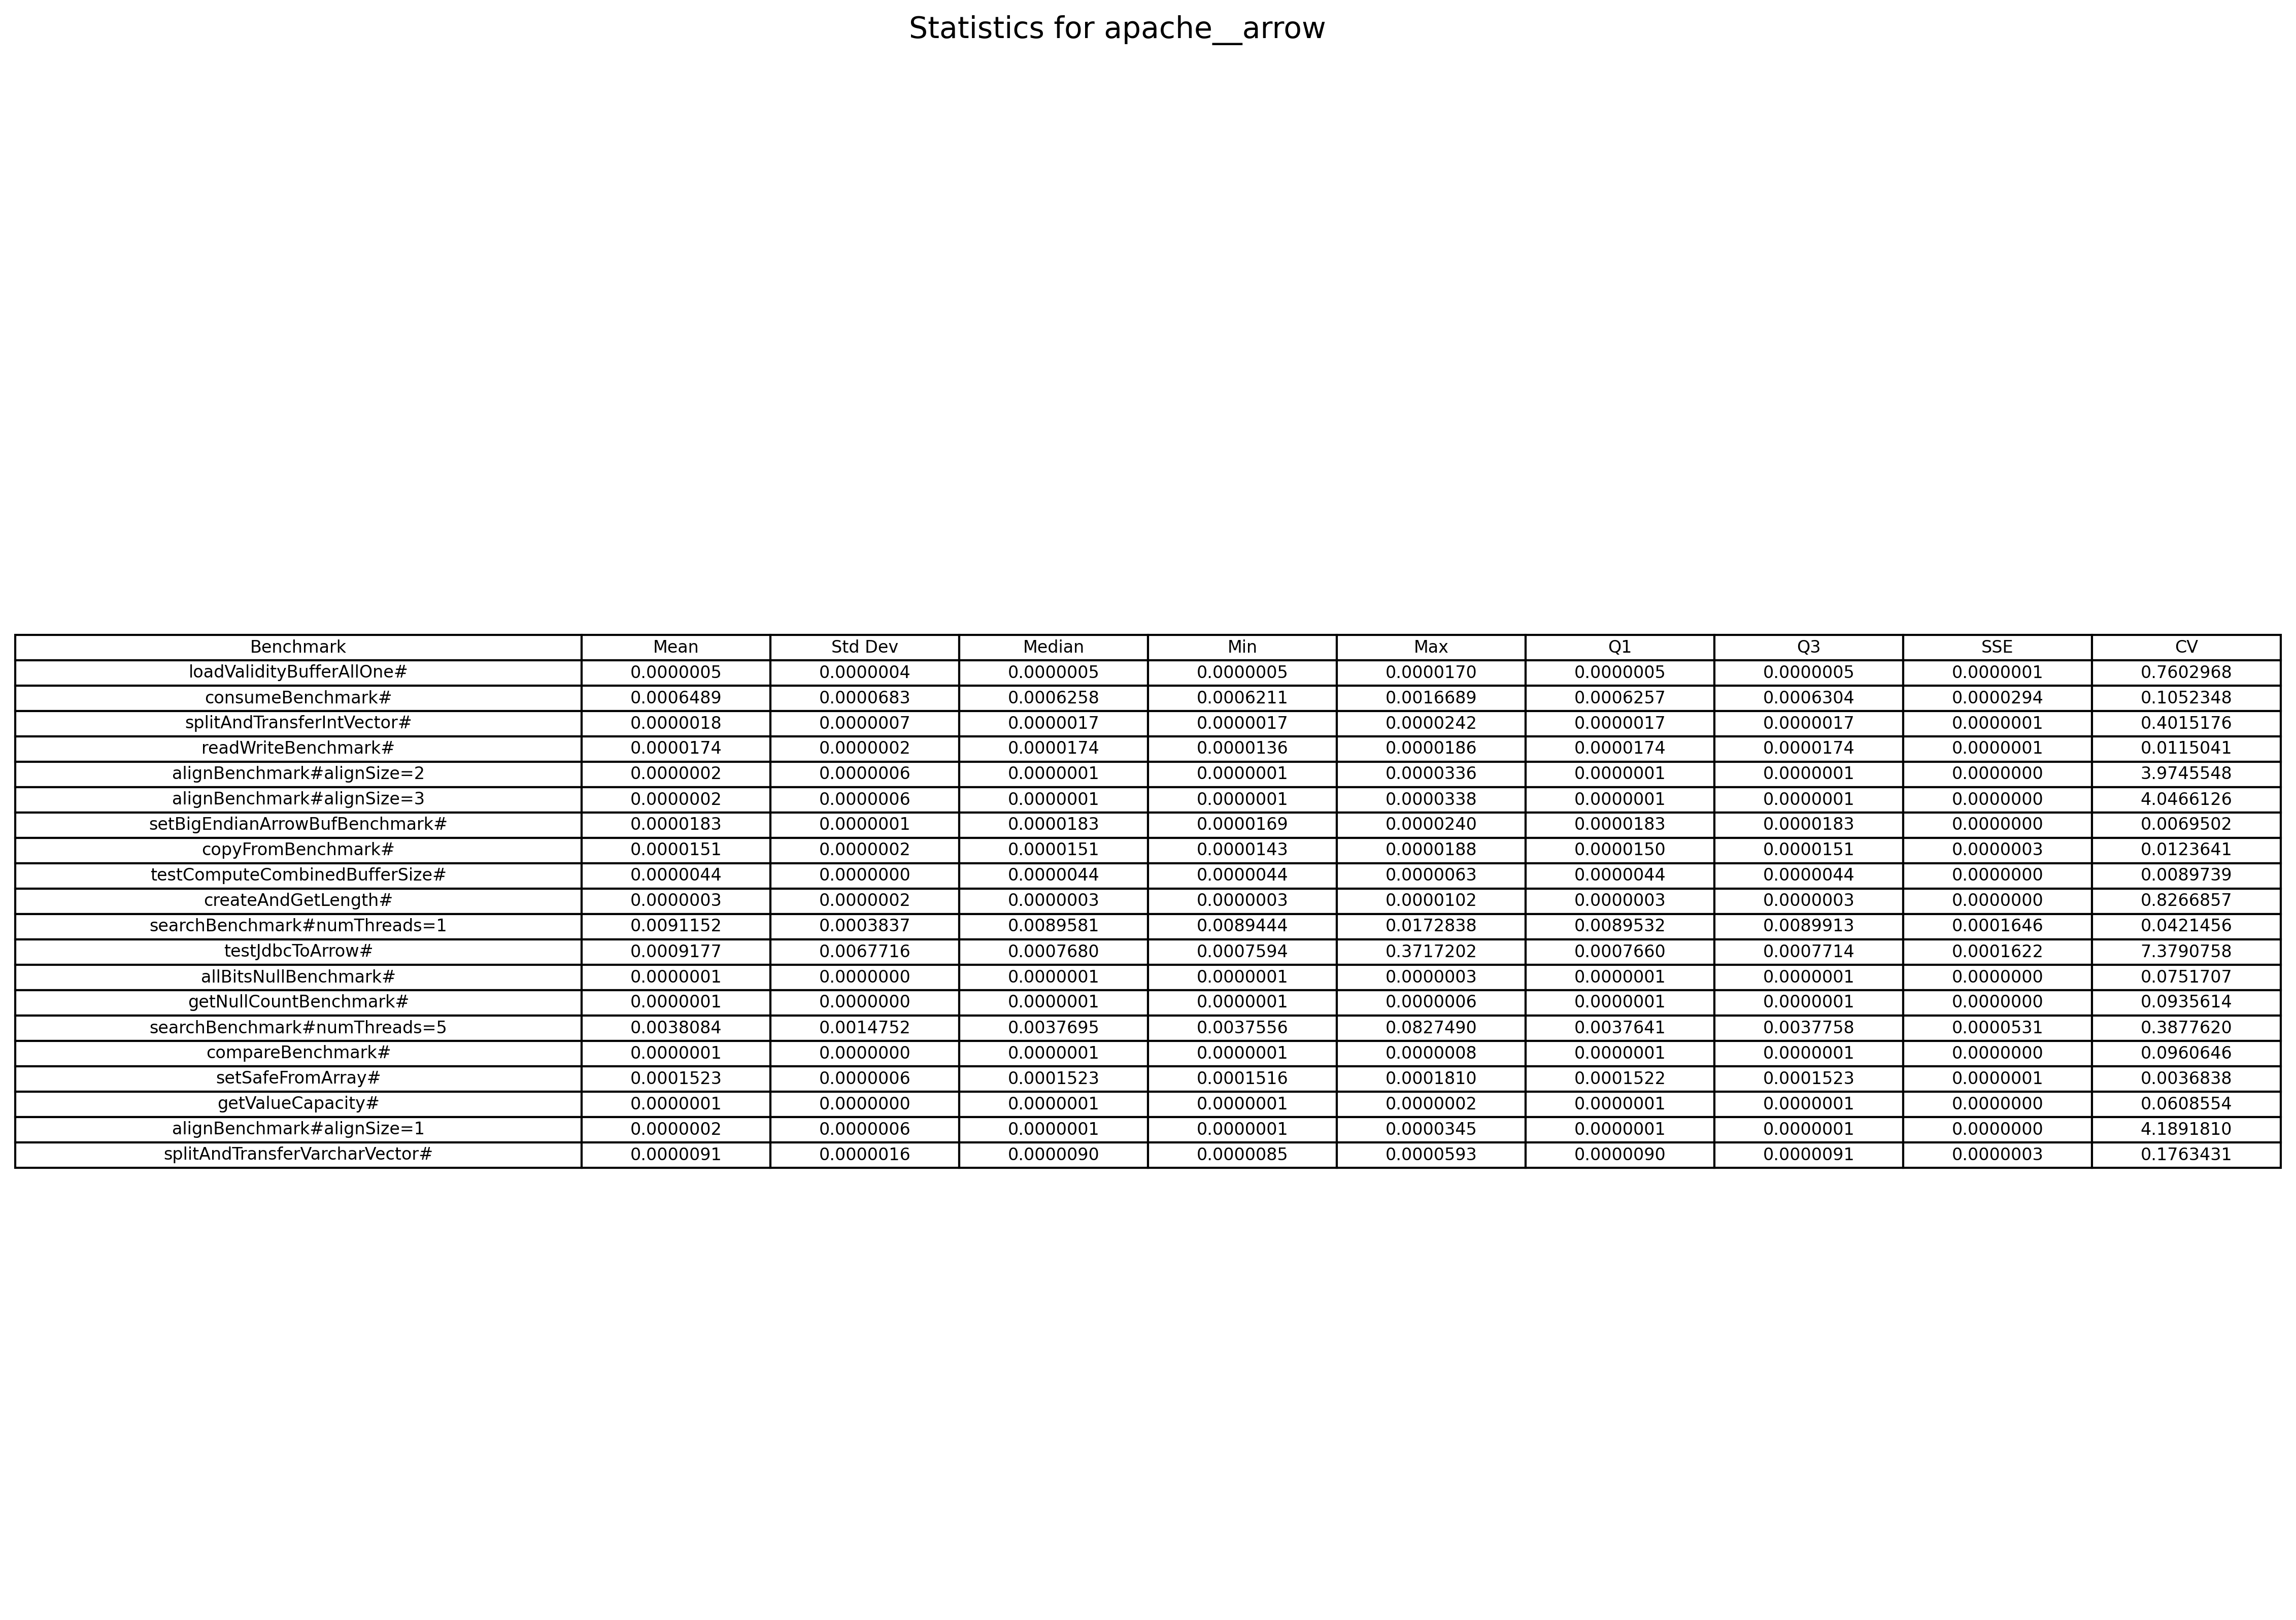 Statistics for apache__arrow
Benchmark Mean Std Dev Median Min Max Q1 Q3 SSE CV
loadValidityBufferAllOne# 0.0000005 0.0000004 0.0000005 0.0000005 0.0000170 0.0000005 0.0000005 0.0000001 0.7602968
consumeBenchmark# 0.0006489 0.0000683 0.0006258 0.0006211 0.0016689 0.0006257 0.0006304 0.0000294 0.1052348
splitAndTransferIntVector# 0.0000018 0.0000007 0.0000017 0.0000017 0.0000242 0.0000017 0.0000017 0.0000001 0.4015176
readWriteBenchmark# 0.0000174 0.0000002 0.0000174 0.0000136 0.0000186 0.0000174 0.0000174 0.0000001 0.0115041
alignBenchmark#alignSize=2 0.0000002 0.0000006 0.0000001 0.0000001 0.0000336 0.0000001 0.0000001 0.0000000 3.9745548
alignBenchmark#alignSize=3 0.0000002 0.0000006 0.0000001 0.0000001 0.0000338 0.0000001 0.0000001 0.0000000 4.0466126
setBigEndianArrowBufBenchmark# 0.0000183 0.0000001 0.0000183 0.0000169 0.0000240 0.0000183 0.0000183 0.0000000 0.0069502
copyFromBenchmark# 0.0000151 0.0000002 0.0000151 0.0000143 0.0000188 0.0000150 0.0000151 0.0000003 0.0123641
testComputeCombinedBufferSize# 0.0000044 0.0000000 0.0000044 0.0000044 0.0000063 0.0000044 0.0000044 0.0000000 0.0089739
createAndGetLength# 0.0000003 0.0000002 0.0000003 0.0000003 0.0000102 0.0000003 0.0000003 0.0000000 0.8266857
searchBenchmark#numThreads=1 0.0091152 0.0003837 0.0089581 0.0089444 0.0172838 0.0089532 0.0089913 0.0001646 0.0421456
testJdbcToArrow# 0.0009177 0.0067716 0.0007680 0.0007594 0.3717202 0.0007660 0.0007714 0.0001622 7.3790758
allBitsNullBenchmark# 0.0000001 0.0000000 0.0000001 0.0000001 0.0000003 0.0000001 0.0000001 0.0000000 0.0751707
getNullCountBenchmark# 0.0000001 0.0000000 0.0000001 0.0000001 0.0000006 0.0000001 0.0000001 0.0000000 0.0935614
searchBenchmark#numThreads=5 0.0038084 0.0014752 0.0037695 0.0037556 0.0827490 0.0037641 0.0037758 0.0000531 0.3877620
compareBenchmark# 0.0000001 0.0000000 0.0000001 0.0000001 0.0000008 0.0000001 0.0000001 0.0000000 0.0960646
setSafeFromArray# 0.0001523 0.0000006 0.0001523 0.0001516 0.0001810 0.0001522 0.0001523 0.0000001 0.0036838
getValueCapacity# 0.0000001 0.0000000 0.0000001 0.0000001 0.0000002 0.0000001 0.0000001 0.0000000 0.0608554
alignBenchmark#alignSize=1 0.0000002 0.0000006 0.0000001 0.0000001 0.0000345 0.0000001 0.0000001 0.0000000 4.1891810
splitAndTransferVarcharVector# 0.0000091 0.0000016 0.0000090 0.0000085 0.0000593 0.0000090 0.0000091 0.0000003 0.1763431